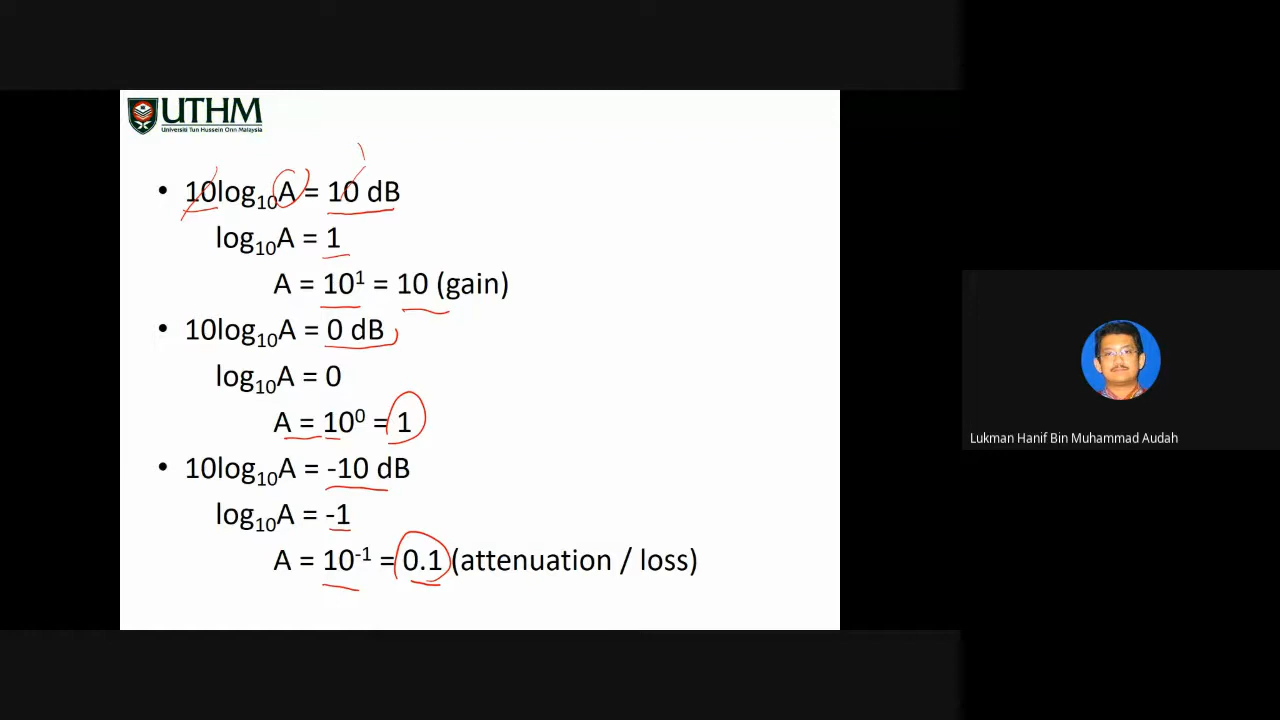 UTHM
Universiti Tun Hussein Onn Malaysia
• 10log₁₀A = 10 dB
log₁₀A = 1
A = 10¹ = 10 (gain)
• 10log₁₀A = 0 dB
log₁₀A = 0
A = 10⁰ = 1
• 10log₁₀A = -10 dB
log₁₀A = -1
A = 10⁻¹ = 0.1 (attenuation / loss)
Lukman Hanif Bin Muhammad Audah